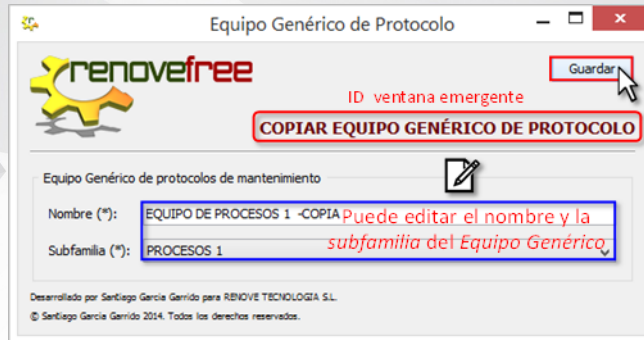 Equipo Genérico de Protocolo
renovefree
Guardar
ID ventana emergente
COPIAR EQUIPO GENÉRICO DE PROTOCOLO
Equipo Genérico de protocolos de mantenimiento
Nombre (*): EQUIPO DE PROCESOS 1 -COPIA
Puede editar el nombre y la
Subfamilia (*): PROCESOS 1
subfamilia del Equipo Genérico
Desarrollado por Santiago Garcia Garrido para RENOVE TECNOLOGIA S.L.
© Santiago Garcia Garrido 2014. Todos los derechos reservados.